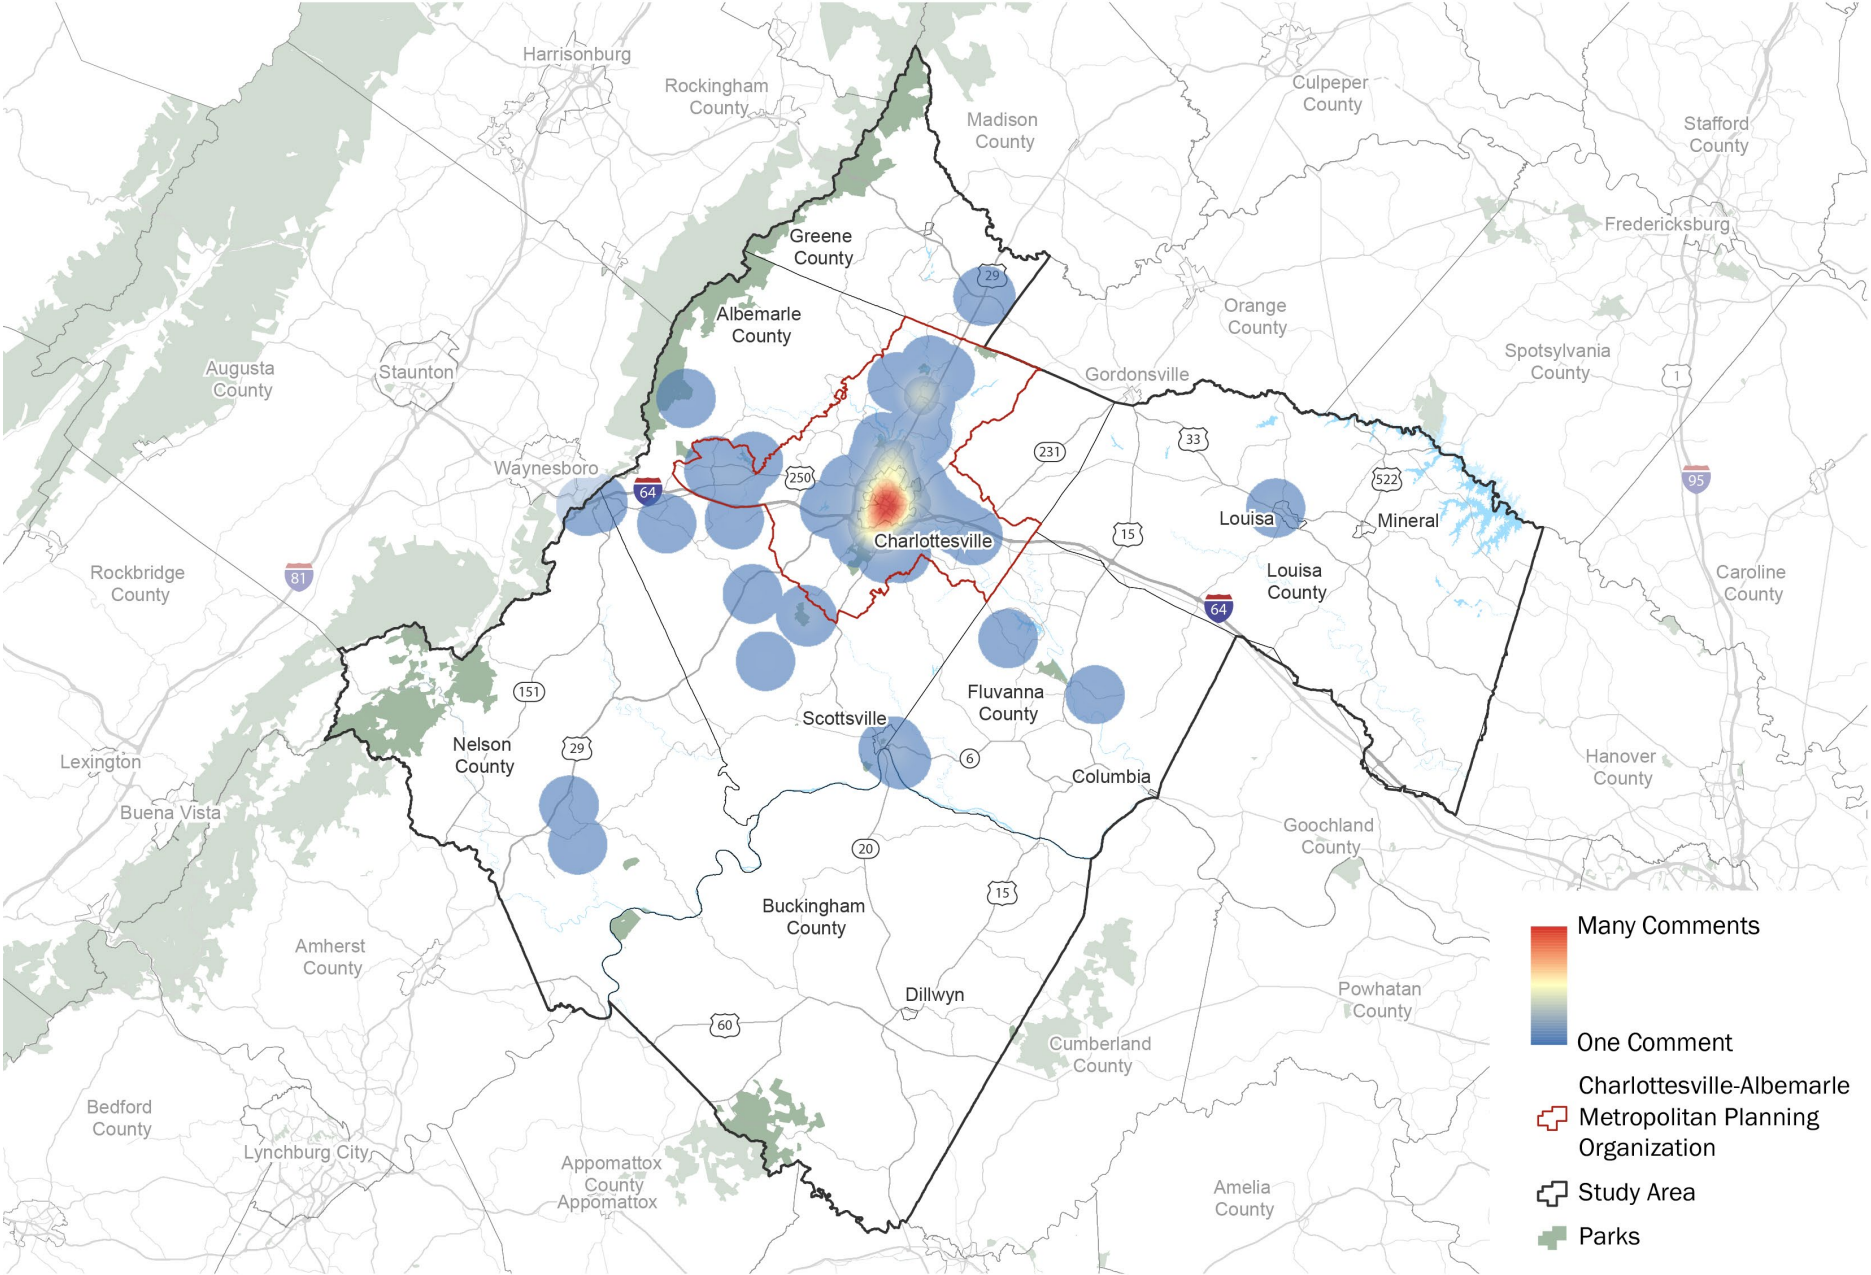 Harrisonburg
Rockingham
County
Madison
County
Culpeper
County
Stafford
County
Fredericksburg
Greene
County
29
Albemarle
County
Orange
County
Spotsylvania
County
1
Augusta
County
Staunton
Gordonsville
Waynesboro
64
250
231
33
522
95
Louisa
Mineral
Charlottesville
15
Rockbridge
County
81
Louisa
County
64
Caroline
County
151
Fluvanna
County
Scottsville
Nelson
County
29
6
Columbia
Lexington
Hanover
County
Buena Vista
20
Goochland
County
15
Buckingham
County
Amherst
County
Dillwyn
60
Powhatan
County
Cumberland
County
Bedford
County
Lynchburg City
Appomattox
County
Appomattox
Amelia
County
Many Comments
One Comment
Charlottesville-Albemarle
Metropolitan Planning
Organization
Study Area
Parks